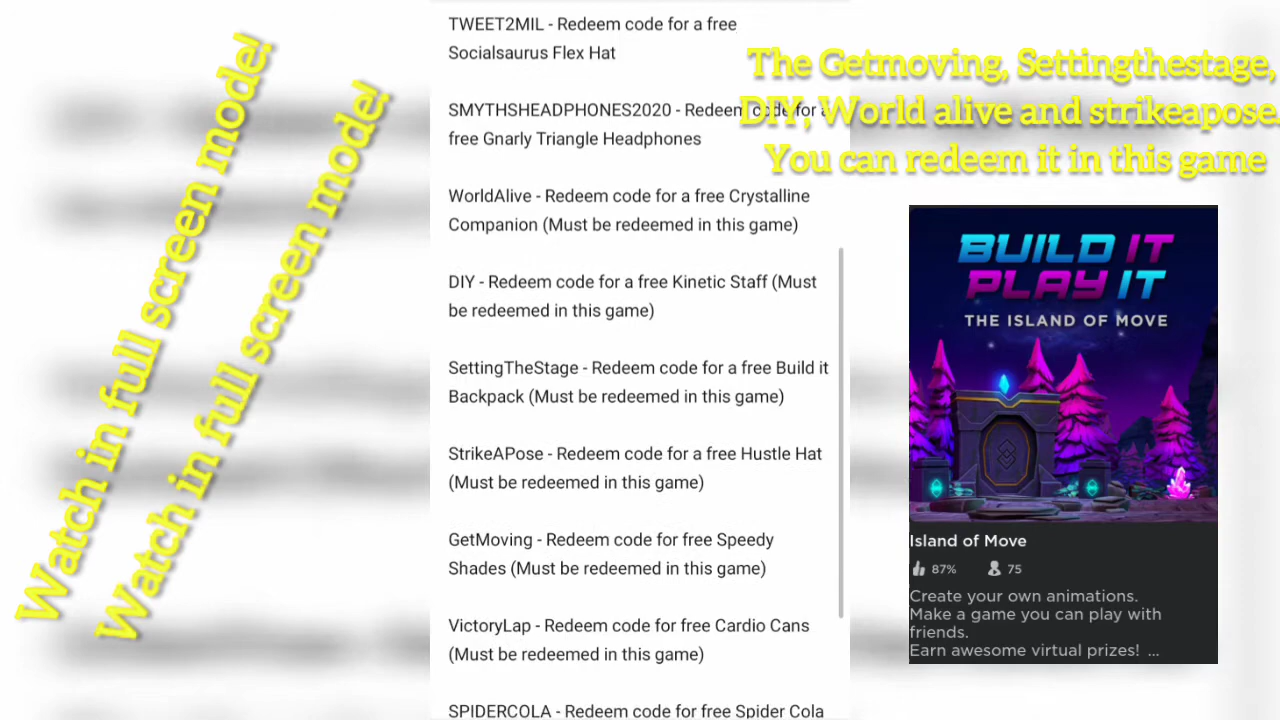 Watch in full screen mode!
Watch in full screen mode!
TWEET2MIL - Redeem code for a free
Socialsaurus Flex Hat
SMYTHSHEADPHONES2020 - Redeem code for a
free Gnarly Triangle Headphones
WorldAlive - Redeem code for a free Crystalline
Companion (Must be redeemed in this game)
DIY - Redeem code for a free Kinetic Staff (Must
be redeemed in this game)
SettingTheStage - Redeem code for a free Build it
Backpack (Must be redeemed in this game)
StrikeAPose - Redeem code for a free Hustle Hat
(Must be redeemed in this game)
GetMoving - Redeem code for free Speedy
Shades (Must be redeemed in this game)
VictoryLap - Redeem code for free Cardio Cans
(Must be redeemed in this game)
SPIDERCOLA - Redeem code for free Spider Cola
The Getmoving, Settingthestage,
DIY, World alive and strikeapose.
You can redeem it in this game
BUILD IT
PLAY IT
THE ISLAND OF MOVE
Island of Move
87% 75
Create your own animations.
Make a game you can play with
friends.
Earn awesome virtual prizes! ...